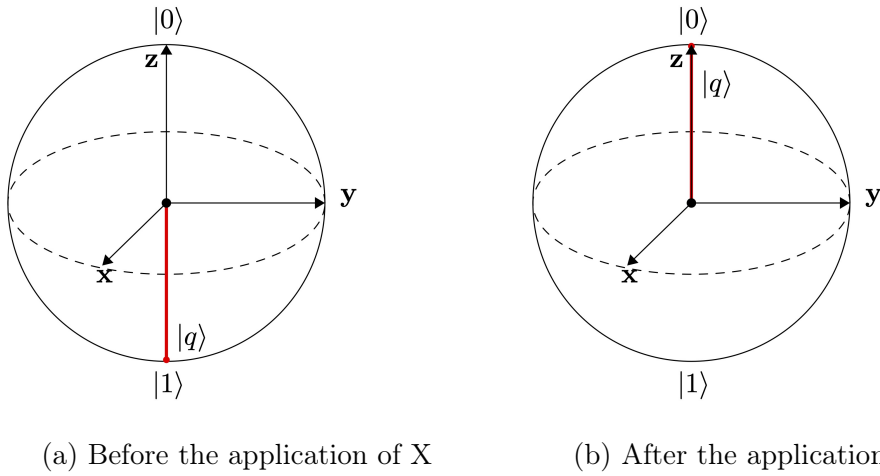 |0⟩
z
y
x
|q⟩
|1⟩
(a) Before the application of X
|0⟩
z
|q⟩
y
x
|1⟩
(b) After the application